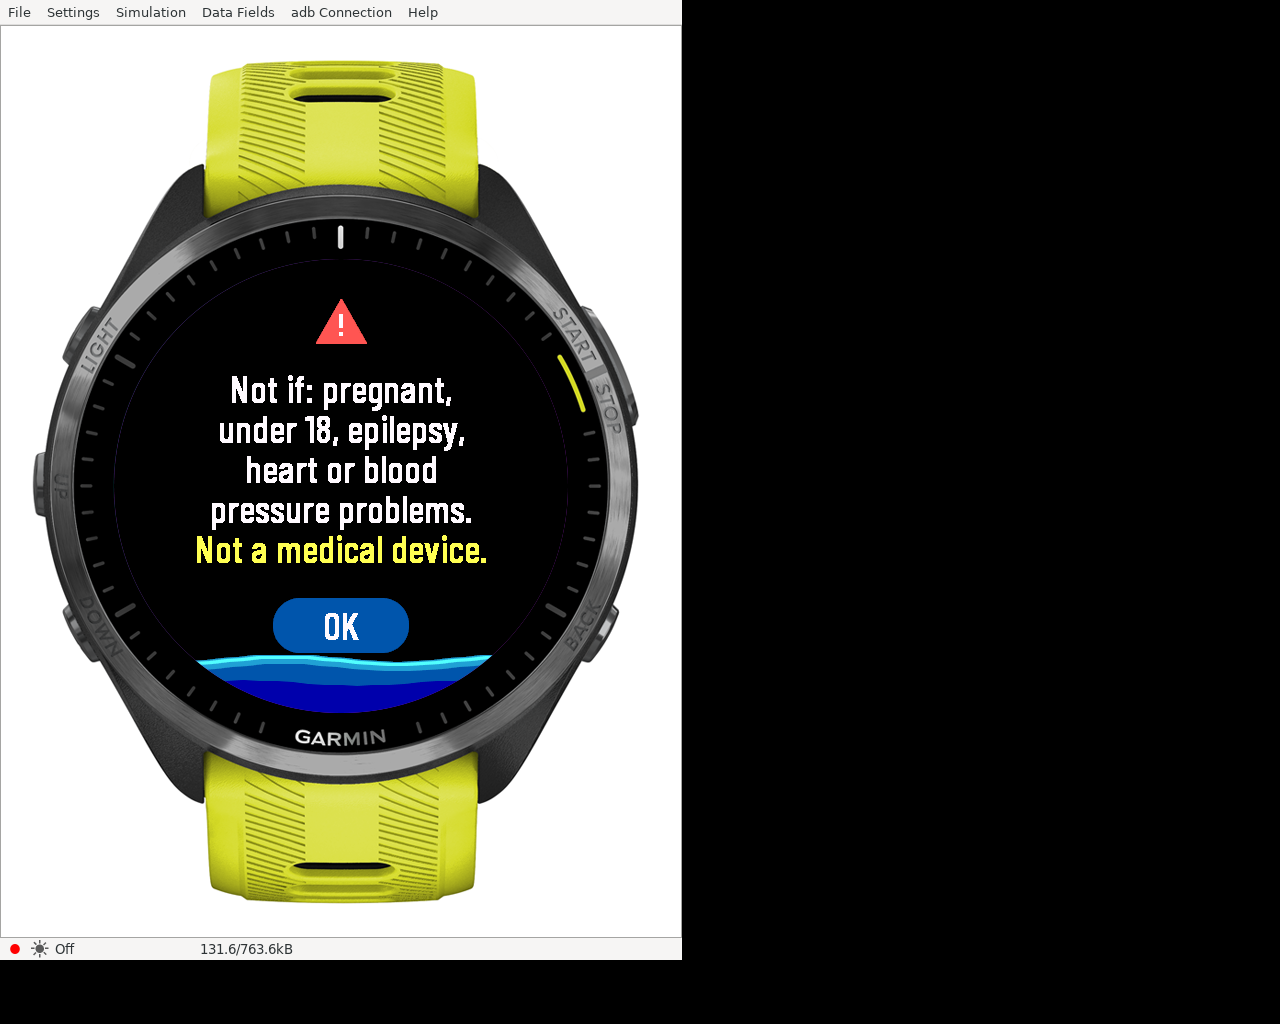 File Settings Simulation Data Fields adb Connection Help
LIGHT
START
STOP
UP
DOWN
BACK
!
Not if: pregnant,
under 18, epilepsy,
heart or blood
pressure problems.
Not a medical device.
OK
GARMIN
Off 131.6/763.6kB